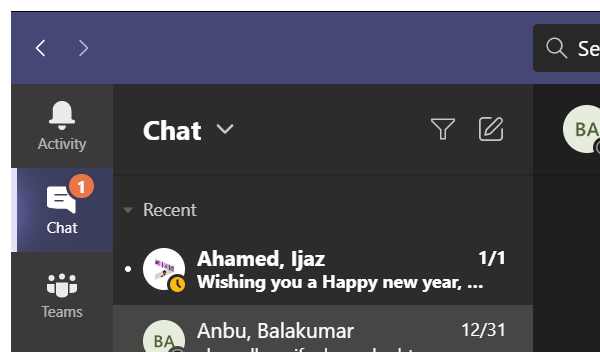 Se
Activity
Chat
BA
1
Chat
Recent
Ahamed, Ijaz
1/1
Wishing you a Happy new year, ...
Teams
Anbu, Balakumar
12/31
BA